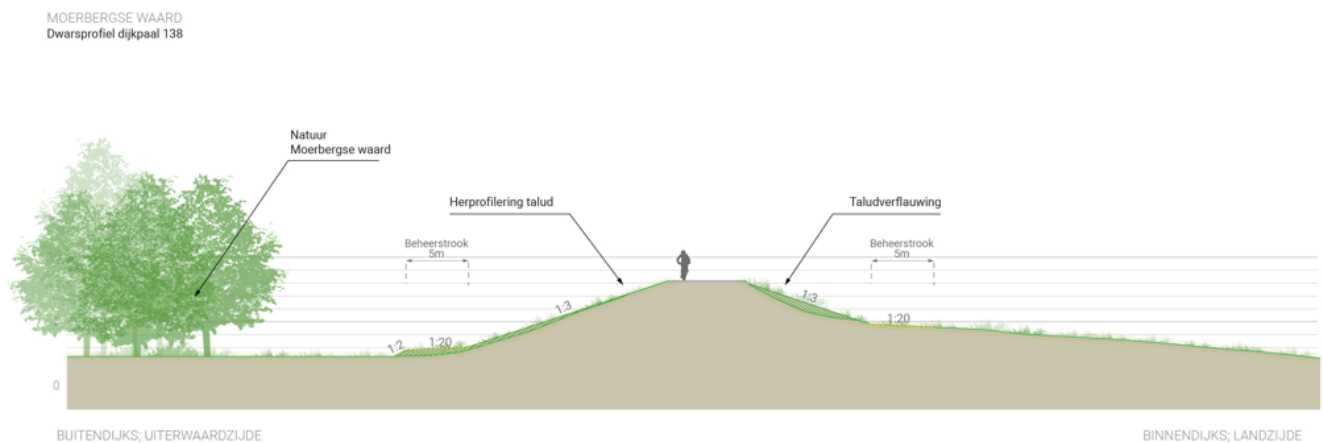 MOERBERGSE WAARD
Dwarsprofiel dijkpaal 138
Natuur
Moerbergse waard
Herprofilering talud
Taludverflauwing
Beheerstrook
5m
Beheerstrook
5m
1:2
1:20
1:3
1:3
1:20
0
BUITENDIJKS; UITERWAARDZIJDE
BINNENDIJKS; LANDZIJDE